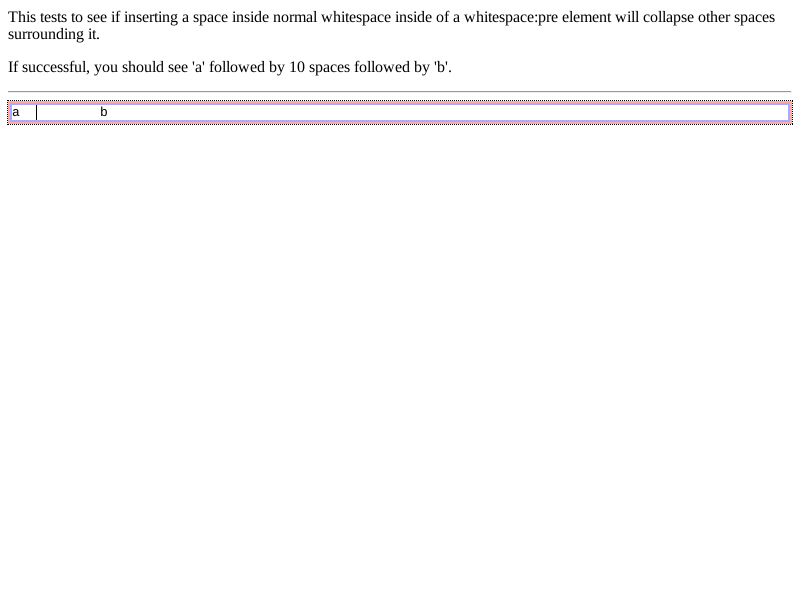 This tests to see if inserting a space inside normal whitespace inside of a whitespace:pre element will collapse other spaces
surrounding it.
If successful, you should see 'a' followed by 10 spaces followed by 'b'.
a          b